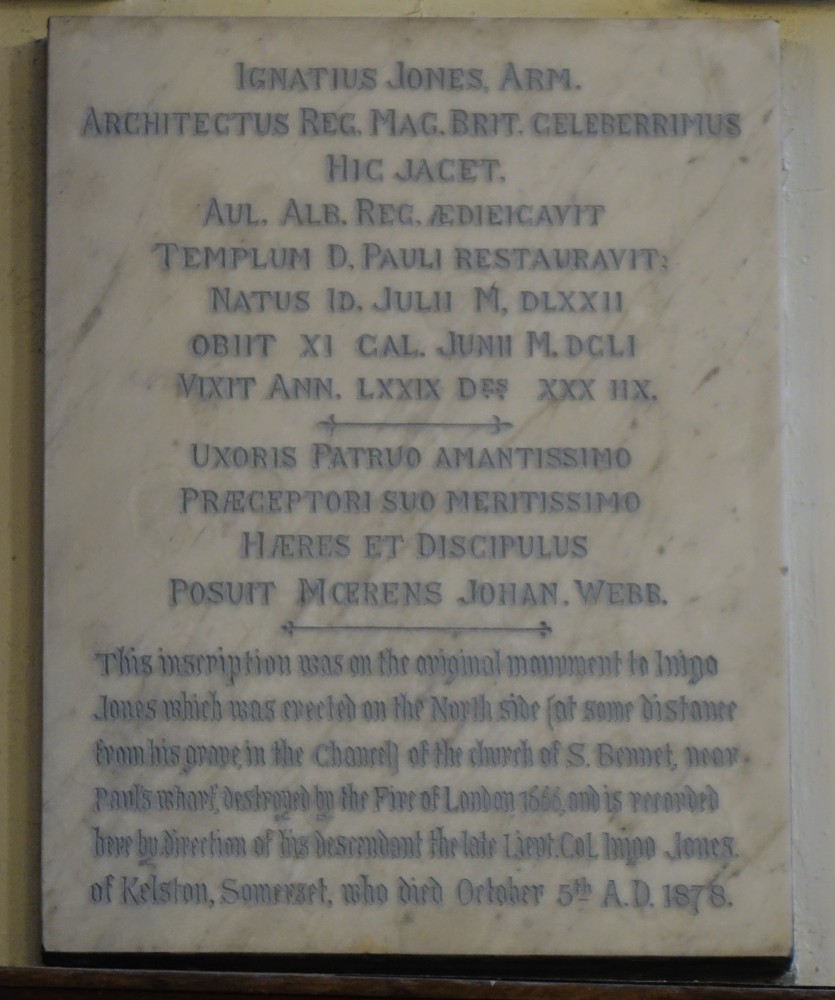 IGNATIUS JONES, ARM.
ARCHITECTUS REG. MAG. BRIT. CELEBERRIMUS
HIC JACET.
AUL. ALB. REG. ÆDIEICAVIT
TEMPLUM D. PAULI RESTAURAVIT;
NATUS ID. JULII M, DLXXII
OBIIT XI CAL. JUNII M. DCLI
VIXIT ANN. LXXIX DES XXX IIX.
UXORIS PATRUO AMANTISSIMO
PRÆCEPTORI SUO MERITISSIMO
HÆRES ET DISCIPULUS
POSUIT MŒRENS JOHAN. WEBB.
This inscription was on the original monument to Inigo
Jones which was erected on the North side (at some distance
from his grave, in the Chancel) of the church of S. Bennet, near
Paul's wharf, destroyed by the Fire of London 1666, and is recorded
here by direction of his descendant the late Lieut. Col. Inigo Jones.
of Kelston, Somerset, who died October 5th A.D. 1878.